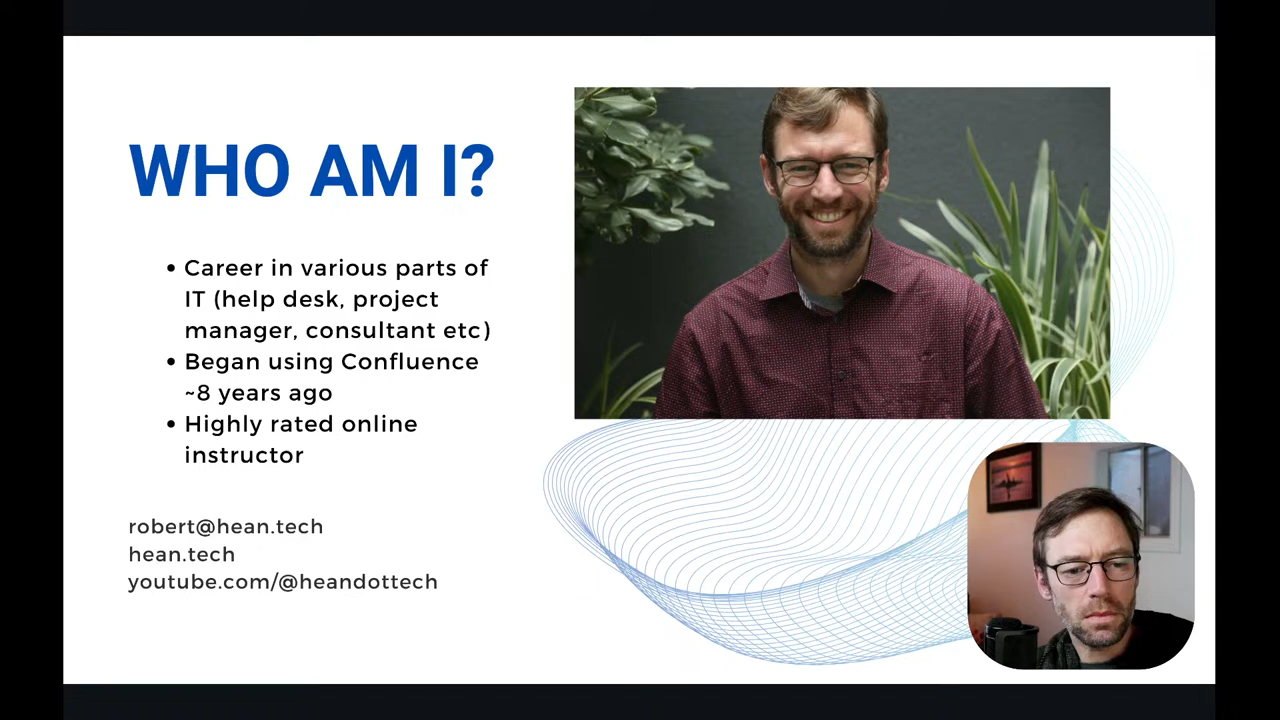 WHO AM I?
• Career in various parts of
IT (help desk, project
manager, consultant etc)
• Began using Confluence
~8 years ago
• Highly rated online
instructor
robert@hean.tech
hean.tech
youtube.com/@heandottech